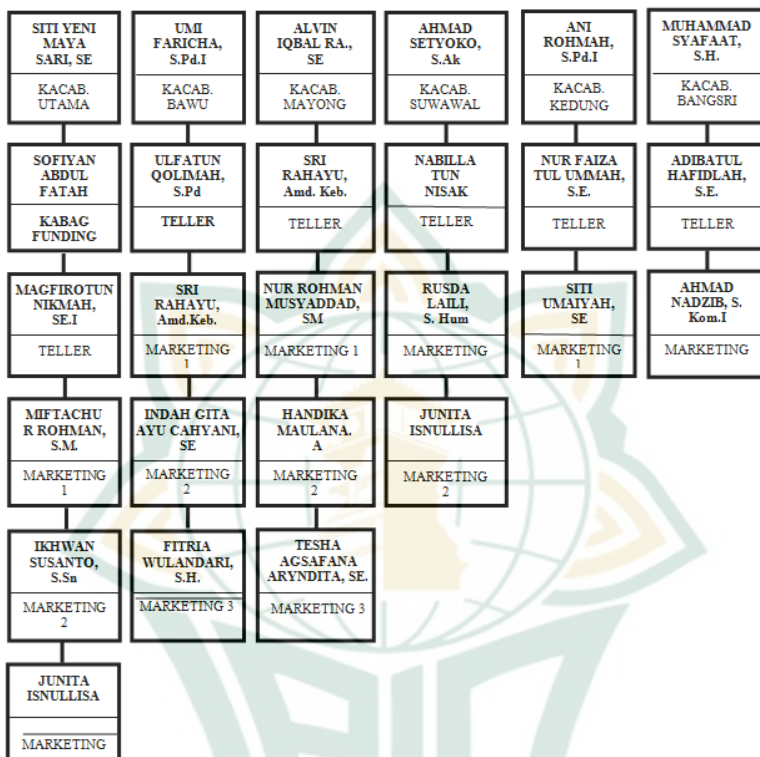 SITI YENI
MAYA
SARI, SE
KACAB.
UTAMA
SOFIYAN
ABDUL
FATAH
KABAG
FUNDING
MAGFIROTUN
NIKMAH,
SE.I
TELLER
MIFTACHU
R ROHMAN,
S.M.
MARKETING
1
IKHWAN
SUSANTO,
S.Sn
MARKETING
2
JUNITA
ISNULLISA
MARKETING
UMI
FARICHA,
S.Pd.I
KACAB.
BAWU
ULFATUN
QOLIMAH,
S.Pd
TELLER
SRI
RAHAYU,
Amd.Keb.
MARKETING
1
INDAH GITA
AYU CAHYANI,
SE
MARKETING
2
FITRIA
WULANDARI,
S.H.
MARKETING 3
ALVIN
IQBAL RA.,
SE
KACAB.
MAYONG
SRI
RAHAYU,
Amd. Keb.
TELLER
NUR ROHMAN
MUSYADDAD,
SM
MARKETING 1
HANDIKA
MAULANA.
A
MARKETING
2
TESHA
AGSAFANA
ARYNDITA, SE.
MARKETING 3
AHMAD
SETYOKO,
S.Ak
KACAB.
SUWAWAL
NABILLA
TUN
NISAK
TELLER
RUSDA
LAILI,
S. Hum
MARKETING
JUNITA
ISNULLISA
MARKETING
2
ANI
ROHMAH,
S.Pd.I
KACAB.
KEDUNG
NUR FAIZA
TUL UMMAH,
S.E.
TELLER
SITI
UMAIYAH,
SE
MARKETING
1
MUHAMMAD
SYAFAAT,
S.H.
KACAB.
BANGSRI
ADIBATUL
HAFIDLAH,
S.E.
TELLER
AHMAD
NADZIB, S.
Kom.I
MARKETING